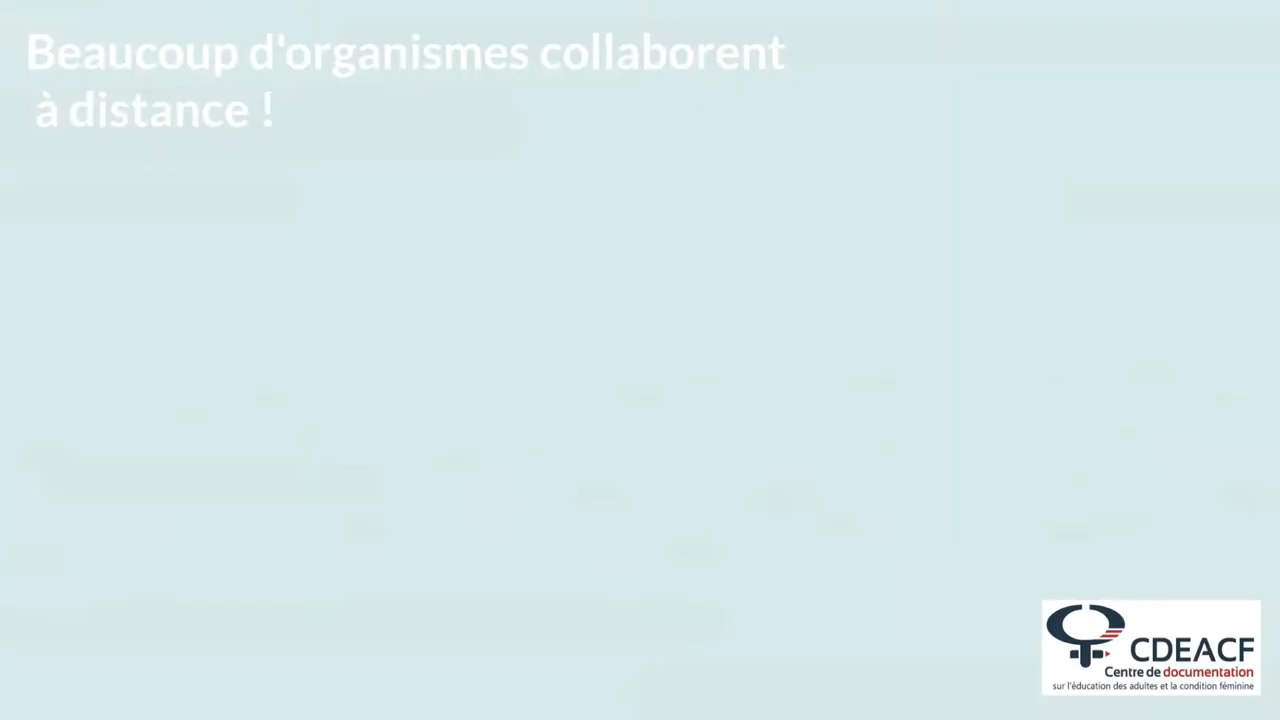 Beaucoup d'organismes collaborent
à distance !
CDEACF
Centre de documentation
sur l'éducation des adultes et la condition féminine